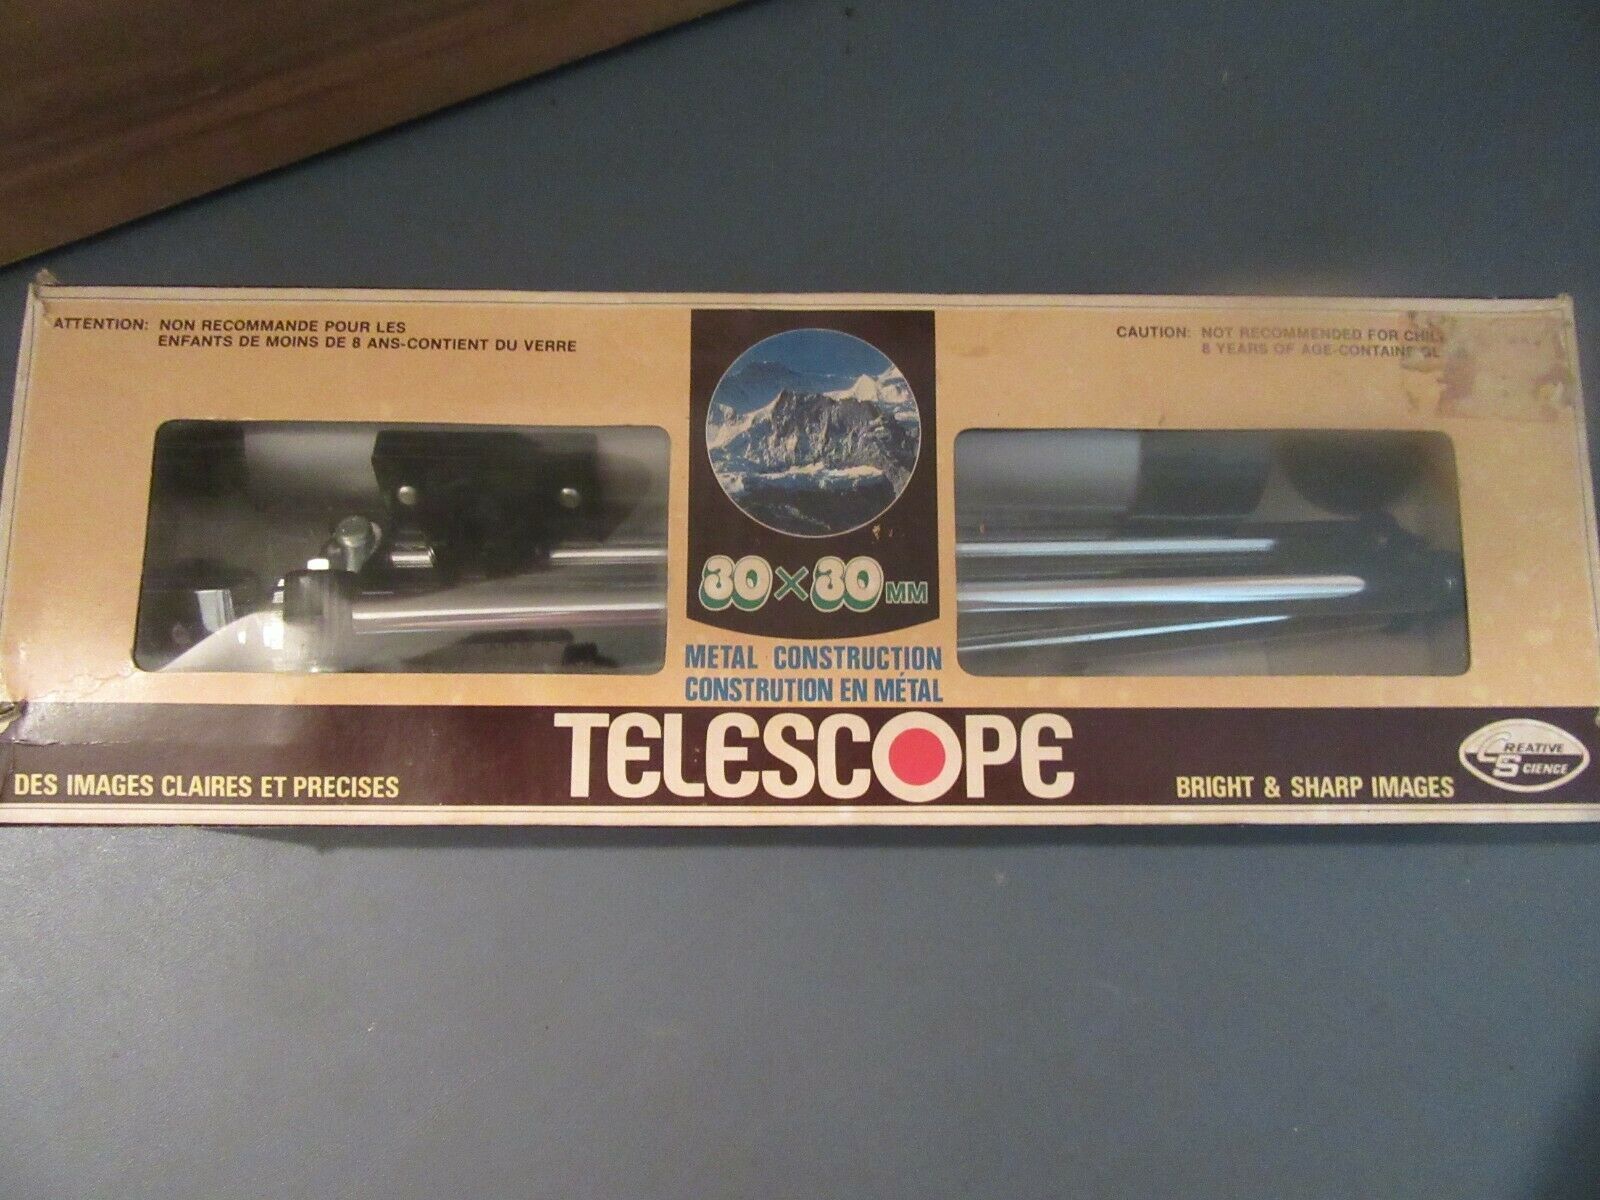 ATTENTION: NON RECOMMANDE POUR LES
ENFANTS DE MOINS DE 8 ANS-CONTIENT DU VERRE
CAUTION: NOT RECOMMENDED FOR
8 YEARS OF AGE-CONTAINS
30×30MM
METAL CONSTRUCTION
CONSTRUTION EN MÉTAL
TELESCOPE
DES IMAGES CLAIRES ET PRECISES
BRIGHT & SHARP IMAGES
CREATIVE
SCIENCE